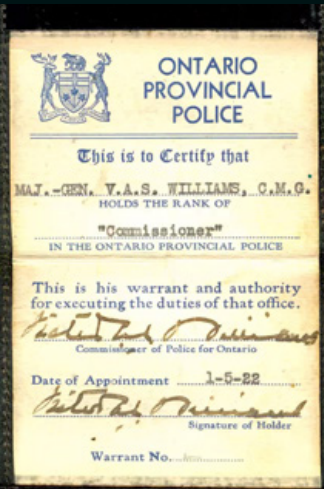 ONTARIO
PROVINCIAL
POLICE
This is to Certify that
MAJ.-GEN. V.A.S. WILLIAMS, C.M.G.
HOLDS THE RANK OF
"Commissioner"
IN THE ONTARIO PROVINCIAL POLICE
This is his warrant and authority
for executing the duties of that office.
Commissioner of Police for Ontario
Date of Appointment 1-5-22
Signature of Holder
Warrant No.